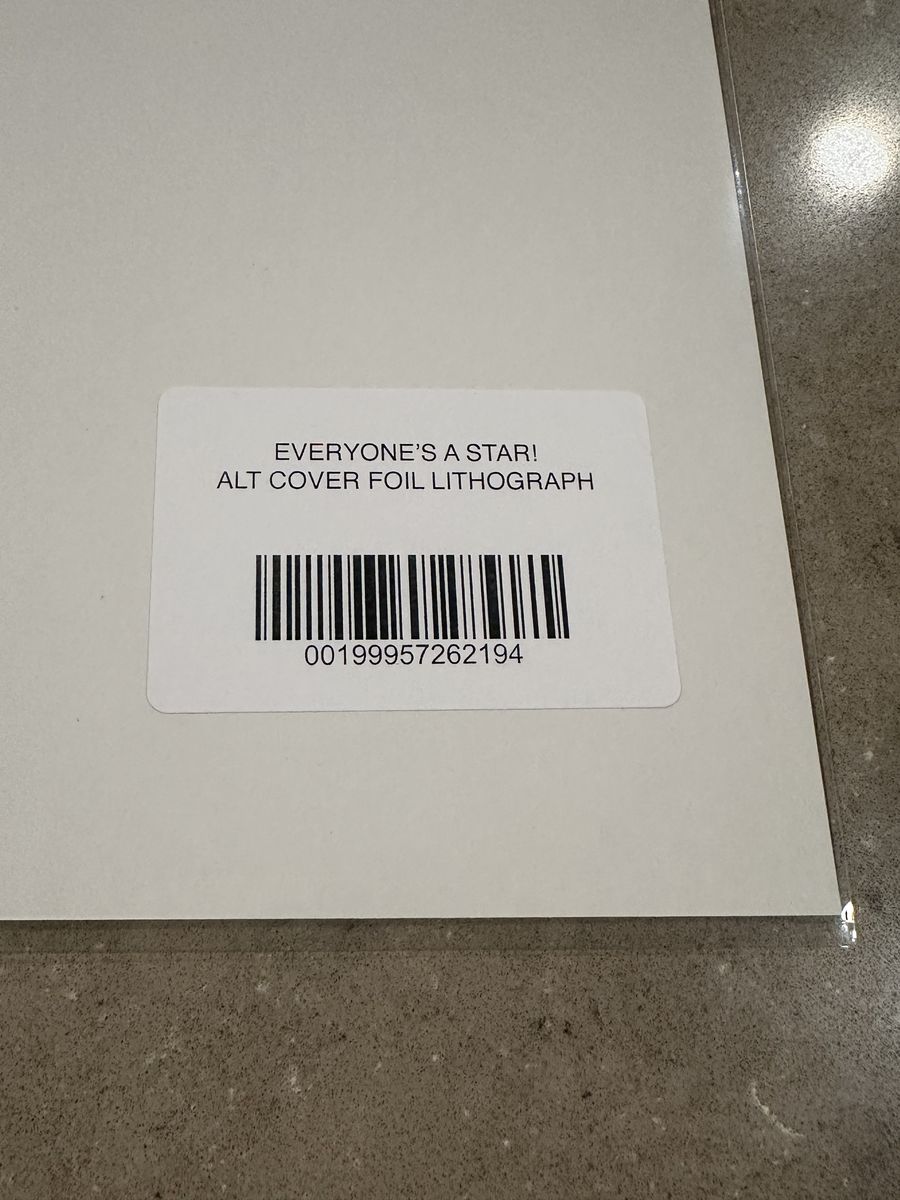 EVERYONE’S A STAR!
ALT COVER FOIL LITHOGRAPH
00199957262194